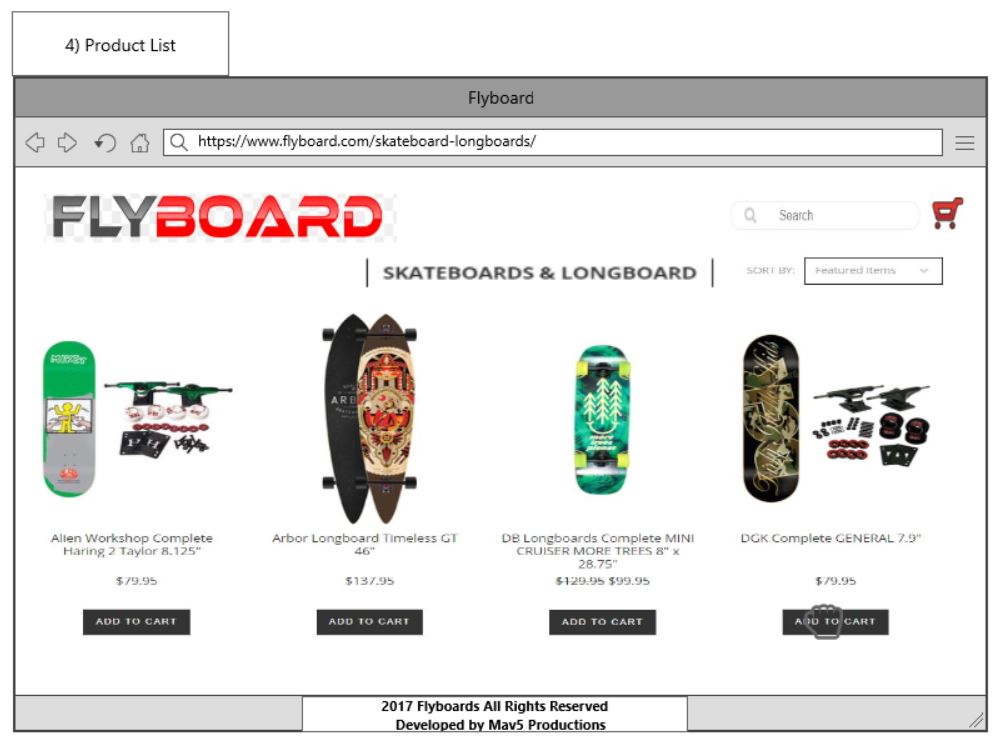 4) Product List
Flyboard
https://www.flyboard.com/skateboard-longboards/
FLYBOARD
Search
SKATEBOARDS & LONGBOARD
SORT BY:
Featured Items
ARB
more
trees
please
Alien Workshop Complete
Haring 2 Taylor 8.125"
$79.95
ADD TO CART
Arbor Longboard Timeless GT
46"
$137.95
ADD TO CART
DB Longboards Complete MINI
CRUISER MORE TREES 8" x
28.75"
$129.95 $99.95
ADD TO CART
DGK Complete GENERAL 7.9"
$79.95
ADD TO CART
2017 Flyboards All Rights Reserved
Developed by Mav5 Productions